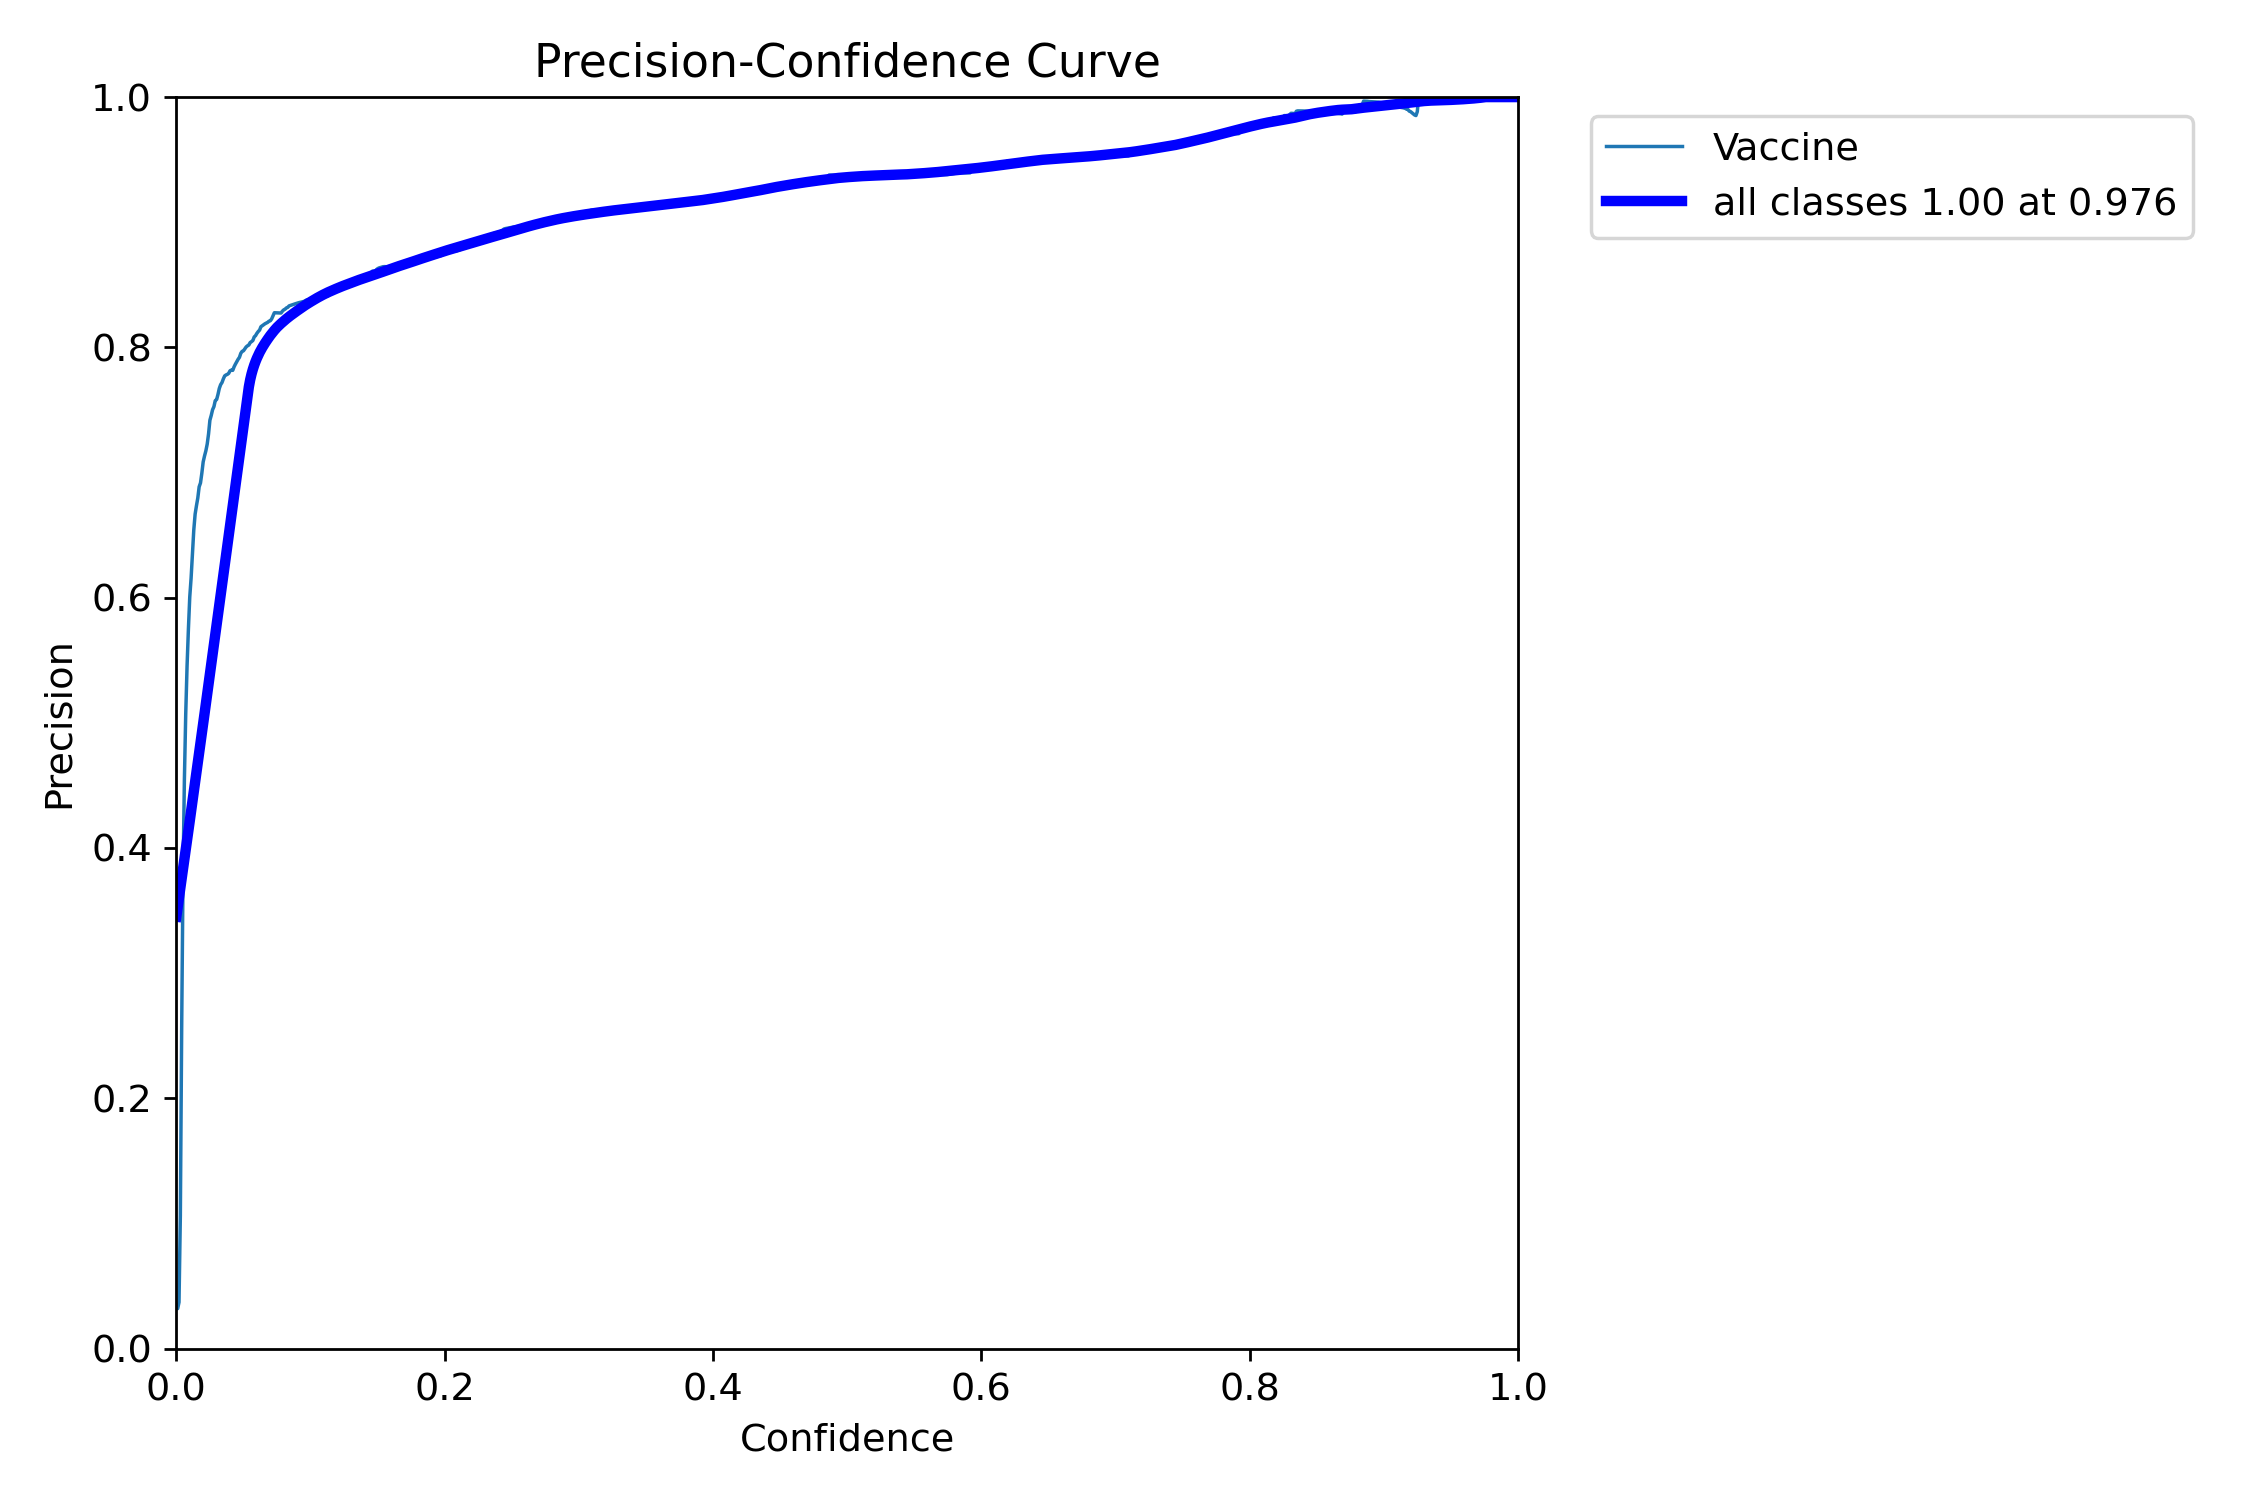 Precision-Confidence Curve
1.0
0.8
0.6
0.4
0.2
0.0
Precision
0.0 0.2 0.4 0.6 0.8 1.0
Confidence
Vaccine
all classes 1.00 at 0.976